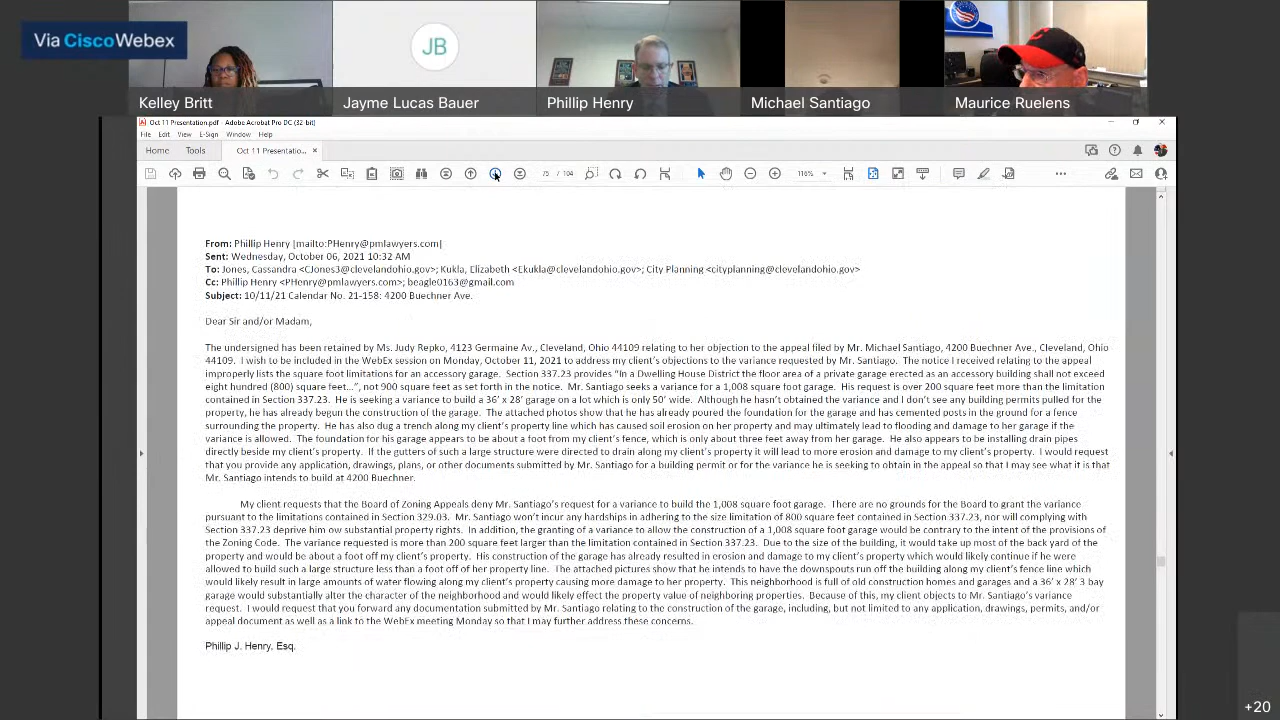 Via Cisco Webex
JB
Kelley Britt
Jayme Lucas Bauer
Phillip Henry
Michael Santiago
Maurice Ruelens
Oct 11 Presentation.pdf - Adobe Acrobat Pro DC (32-bit)
File Edit View E-Sign Window Help
Home Tools Oct 11 Presentatio... ×
75 / 104 116%
From: Phillip Henry [mailto:PHenry@pmlawyers.com]
Sent: Wednesday, October 06, 2021 10:32 AM
To: Jones, Cassandra <CJones3@clevelandohio.gov>; Kukla, Elizabeth <Ekukla@clevelandohio.gov>; City Planning <cityplanning@clevelandohio.gov>
Cc: Phillip Henry <PHenry@pmlawyers.com>; beagle0163@gmail.com
Subject: 10/11/21 Calendar No. 21-158: 4200 Buechner Ave.
Dear Sir and/or Madam,
The undersigned has been retained by Ms. Judy Repko, 4123 Germaine Av., Cleveland, Ohio 44109 relating to her objection to the appeal filed by Mr. Michael Santiago, 4200 Buechner Ave., Cleveland, Ohio
44109. I wish to be included in the WebEx session on Monday, October 11, 2021 to address my client's objections to the variance requested by Mr. Santiago. The notice I received relating to the appeal
improperly lists the square foot limitations for an accessory garage. Section 337.23 provides "In a Dwelling House District the floor area of a private garage erected as an accessory building shall not exceed
eight hundred (800) square feet...", not 900 square feet as set forth in the notice. Mr. Santiago seeks a variance for a 1,008 square foot garage. His request is over 200 square feet more than the limitation
contained in Section 337.23. He is seeking a variance to build a 36' x 28' garage on a lot which is only 50' wide. Although he hasn't obtained the variance and I don't see any building permits pulled for the
property, he has already begun the construction of the garage. The attached photos show that he has already poured the foundation for the garage and has cemented posts in the ground for a fence
surrounding the property. He has also dug a trench along my client's property line which has caused soil erosion on her property and may ultimately lead to flooding and damage to her garage if the
variance is allowed. The foundation for his garage appears to be about a foot from my client's fence, which is only about three feet away from her garage. He also appears to be installing drain pipes
directly beside my client's property. If the gutters of such a large structure were directed to drain along my client's property it will lead to more erosion and damage to my client's property. I would request
that you provide any application, drawings, plans, or other documents submitted by Mr. Santiago for a building permit or for the variance he is seeking to obtain in the appeal so that I may see what it is that
Mr. Santiago intends to build at 4200 Buechner.
My client requests that the Board of Zoning Appeals deny Mr. Santiago's request for a variance to build the 1,008 square foot garage. There are no grounds for the Board to grant the variance
pursuant to the limitations contained in Section 329.03. Mr. Santiago won't incur any hardships in adhering to the size limitation of 800 square feet contained in Section 337.23, nor will complying with
Section 337.23 deprive him ow substantial property rights. In addition, the granting of a variance to allow the construction of a 1,008 square foot garage would be contrary to the intent of the provisions of
the Zoning Code. The variance requested is more than 200 square feet larger than the limitation contained in Section 337.23. Due to the size of the building, it would take up most of the back yard of the
property and would be about a foot off my client's property. His construction of the garage has already resulted in erosion and damage to my client's property which would likely continue if he were
allowed to build such a large structure less than a foot off of her property line. The attached pictures show that he intends to have the downspouts run off the building along my client's fence line which
would likely result in large amounts of water flowing along my client's property causing more damage to her property. This neighborhood is full of old construction homes and garages and a 36' x 28' 3 bay
garage would substantially alter the character of the neighborhood and would likely effect the property value of neighboring properties. Because of this, my client objects to Mr. Santiago's variance
request. I would request that you forward any documentation submitted by Mr. Santiago relating to the construction of the garage, including, but not limited to any application, drawings, permits, and/or
appeal document as well as a link to the WebEx meeting Monday so that I may further address these concerns.
Phillip J. Henry, Esq.
+20